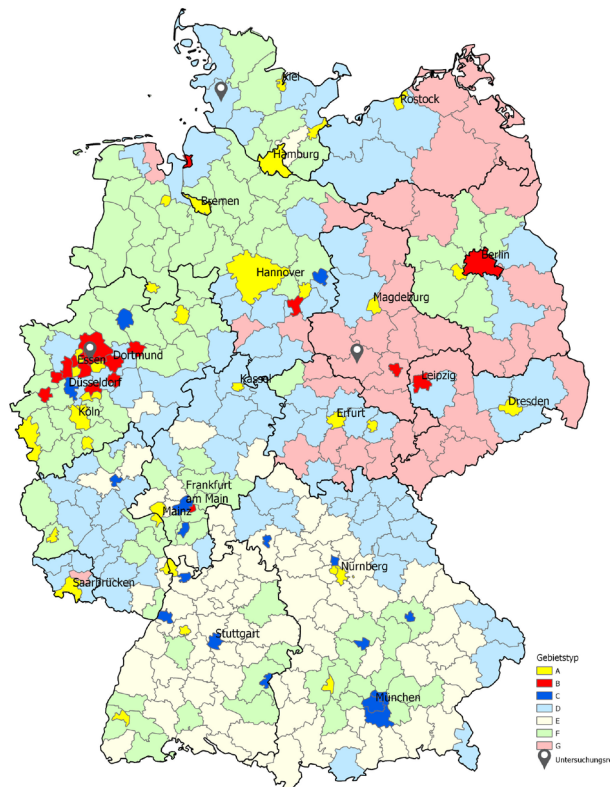 Kiel
Rostock
Hamburg
Bremen
Berlin
Hannover
Magdeburg
Dortmund
Essen
Düsseldorf
Leipzig
Kassel
Dresden
Köln
Erfurt
Frankfurt
am Main
Mainz
Nürnberg
Saarbrücken
Stuttgart
München
Gebietstyp
A
B
C
D
E
F
G
Untersuchungsre